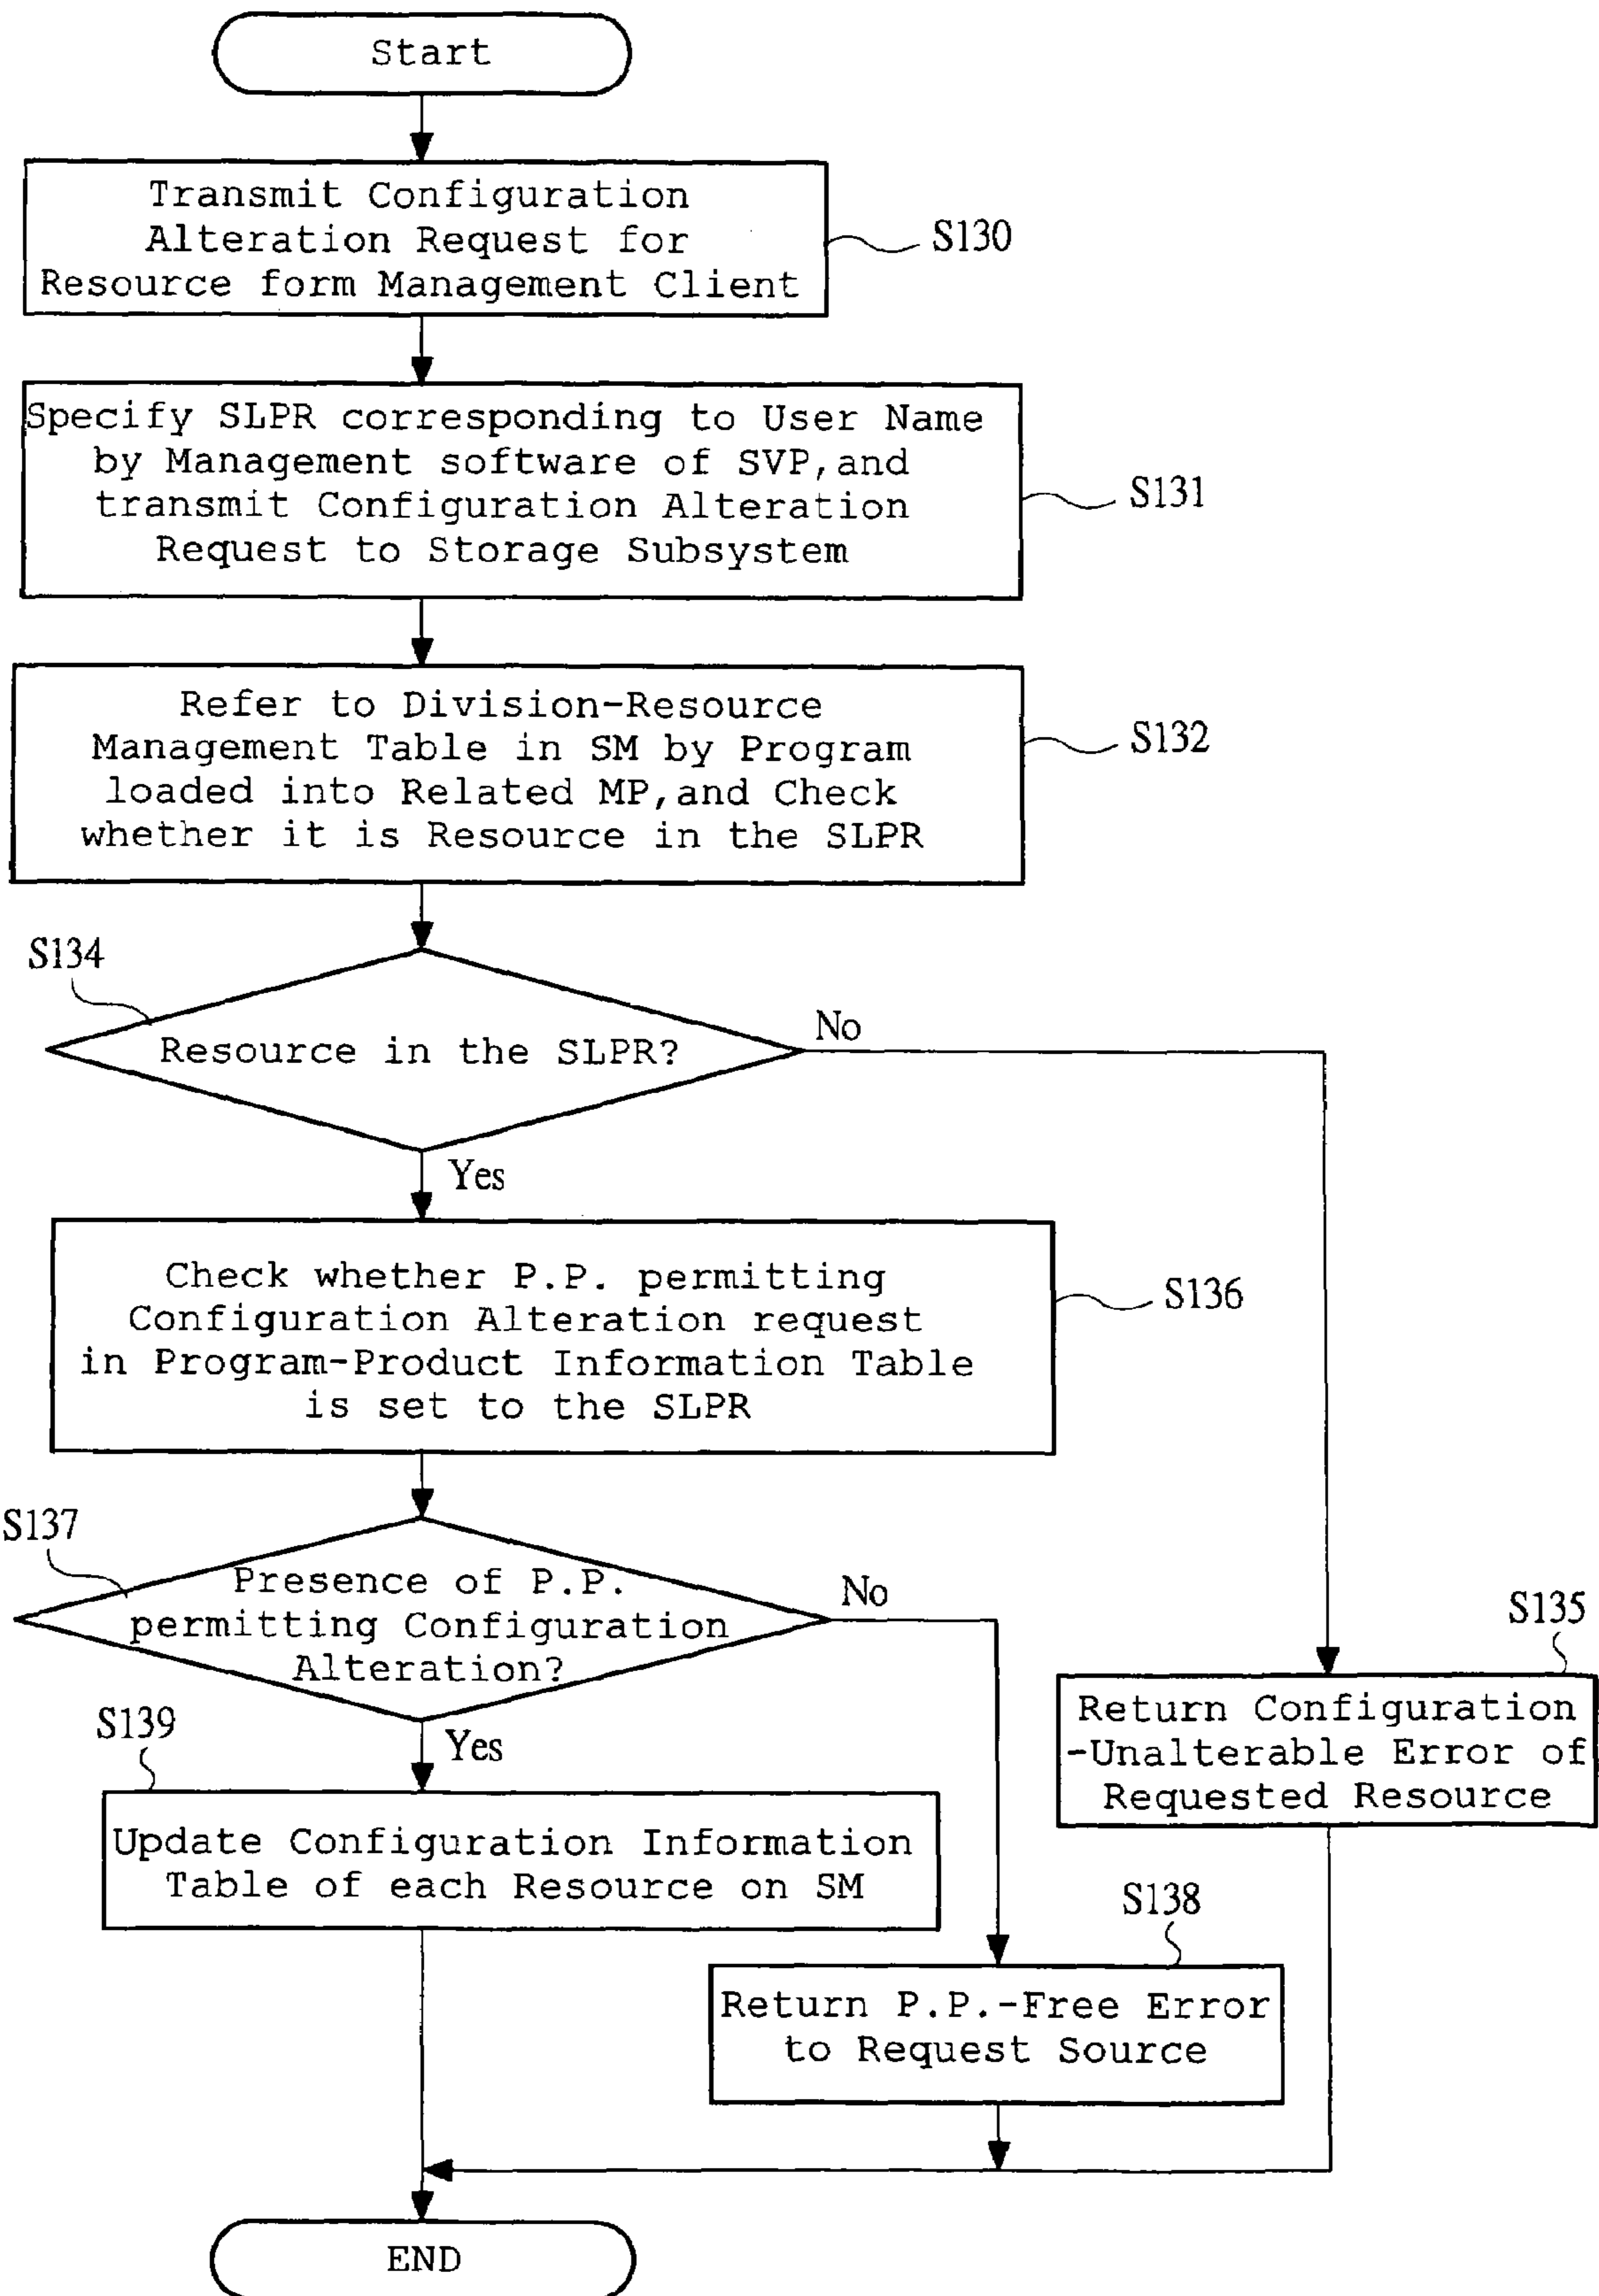 Start
Transmit Configuration
Alteration Request for
Resource form Management Client
S130
Specify SLPR corresponding to User Name
by Management software of SVP,and
transmit Configuration Alteration
Request to Storage Subsystem
S131
Refer to Division-Resource
Management Table in SM by Program
loaded into Related MP,and Check
whether it is Resource in the SLPR
S132
S134
Resource in the SLPR?
No
Yes
Check whether P.P. permitting
Configuration Alteration request
in Program-Product Information Table
is set to the SLPR
S136
S137
Presence of P.P.
permitting Configuration
Alteration?
No
Yes
S135
Return Configuration
-Unalterable Error of
Requested Resource
S139
Update Configuration Information
Table of each Resource on SM
S138
Return P.P.-Free Error
to Request Source
END